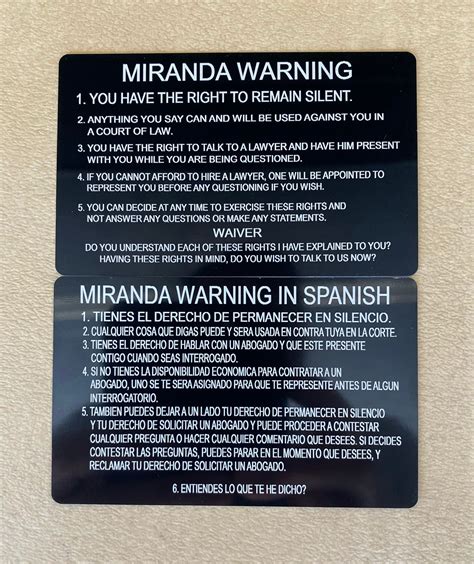 MIRANDA WARNING
1. YOU HAVE THE RIGHT TO REMAIN SILENT.
2. ANYTHING YOU SAY CAN AND WILL BE USED AGAINST YOU IN
A COURT OF LAW.
3. YOU HAVE THE RIGHT TO TALK TO A LAWYER AND HAVE HIM PRESENT
WITH YOU WHILE YOU ARE BEING QUESTIONED.
4. IF YOU CANNOT AFFORD TO HIRE A LAWYER, ONE WILL BE APPOINTED TO
REPRESENT YOU BEFORE ANY QUESTIONING IF YOU WISH.
5. YOU CAN DECIDE AT ANY TIME TO EXERCISE THESE RIGHTS AND
NOT ANSWER ANY QUESTIONS OR MAKE ANY STATEMENTS.
WAIVER
DO YOU UNDERSTAND EACH OF THESE RIGHTS I HAVE EXPLAINED TO YOU?
HAVING THESE RIGHTS IN MIND, DO YOU WISH TO TALK TO US NOW?
MIRANDA WARNING IN SPANISH
1. TIENES EL DERECHO DE PERMANECER EN SILENCIO.
2. CUALQUIER COSA QUE DIGAS PUEDE Y SERA USADA EN CONTRA TUYA EN LA CORTE.
3. TIENES EL DERECHO DE HABLAR CON UN ABOGADO Y QUE ESTE PRESENTE
CONTIGO CUANDO SEAS INTERROGADO.
4. SI NO TIENES LA DISPONIBILIDAD ECONOMICA PARA CONTRATAR A UN
ABOGADO, UNO SE TE SERA ASIGNADO PARA QUE TE REPRESENTE ANTES DE ALGUN
INTERROGATORIO.
5. TAMBIEN PUEDES DEJAR A UN LADO TU DERECHO DE PERMANECER EN SILENCIO
Y TU DERECHO DE SOLICITAR UN ABOGADO Y PUEDE PROCEDER A CONTESTAR
CUALQUIER PREGUNTA O HACER CUALQUIER COMENTARIO QUE DESEES. SI DECIDES
CONTESTAR LAS PREGUNTAS, PUEDES PARAR EN EL MOMENTO QUE DESEES, Y
RECLAMAR TU DERECHO DE SOLICITAR UN ABOGADO.
6. ENTIENDES LO QUE TE HE DICHO?